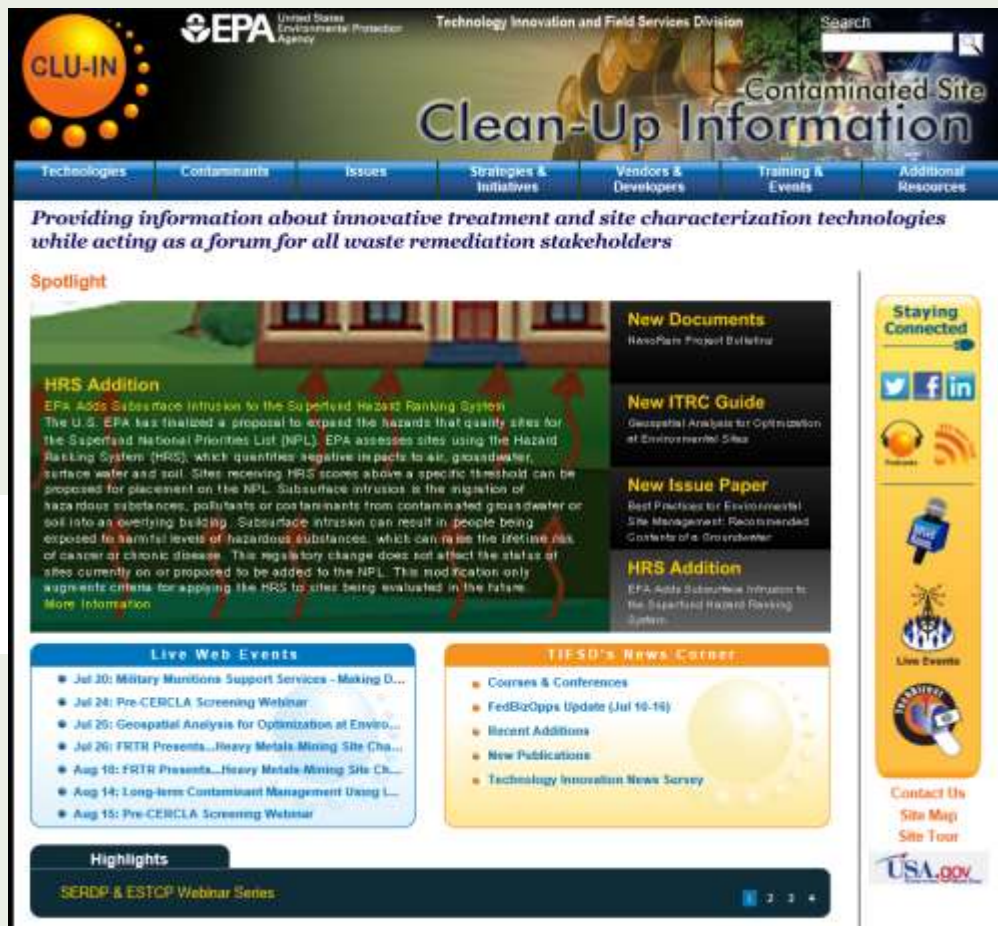 CLU-IN
EPA
United States
Environmental Protection
Agency
Technology Innovation and Field Services Division
Search
Contaminated Site
Clean-Up Information
Technologies
Contaminants
Issues
Strategies &
Initiatives
Vendors &
Developers
Training &
Events
Additional
Resources
Providing information about innovative treatment and site characterization technologies
while acting as a forum for all waste remediation stakeholders
Spotlight
HRS Addition
EPA Adds Subsurface Intrusion to the Superfund Hazard Ranking System
The U.S. EPA has finalized a proposal to expand the hazards that qualify sites for
the Superfund National Priorities List (NPL). EPA assesses sites using the Hazard
Ranking System (HRS), which quantifies negative impacts to air, groundwater,
surface water and soil. Sites receiving HRS scores above a specific threshold can be
proposed for placement on the NPL. Subsurface intrusion is the migration of
hazardous substances, pollutants or contaminants from contaminated groundwater or
soil into an overlying building. Subsurface intrusion can result in people being
exposed to harmful levels of hazardous substances, which can raise the lifetime risk
of cancer or chronic disease. This regulatory change does not affect the status of
sites currently on or proposed to be added to the NPL. This modification only
augments criteria for applying the HRS to sites being evaluated in the future.
More Information
New Documents
NanoRem Project Bulletins
New ITRC Guide
Geospatial Analysis for Optimization
at Environmental Sites
New Issue Paper
Best Practices for Environmental
Site Management: Recommended
Contents of a Groundwater
HRS Addition
EPA Adds Subsurface Intrusion to
the Superfund Hazard Ranking
System
Live Web Events
Jul 20: Military Munitions Support Services - Making D...
Jul 24: Pre-CERCLA Screening Webinar
Jul 25: Geospatial Analysis for Optimization at Enviro...
Jul 26: FRTR Presents...Heavy Metals-Mining Site Cha...
Aug 10: FRTR Presents...Heavy Metals-Mining Site Ch...
Aug 14: Long-term Contaminant Management Using I...
Aug 15: Pre-CERCLA Screening Webinar
TIFSD's News Corner
Courses & Conferences
FedBizOpps Update (Jul 10-16)
Recent Additions
New Publications
Technology Innovation News Survey
Highlights
SERDP & ESTCP Webinar Series
1 2 3 4
Staying
Connected
Podcasts
Live Events
Contact Us
Site Map
Site Tour
USA.gov